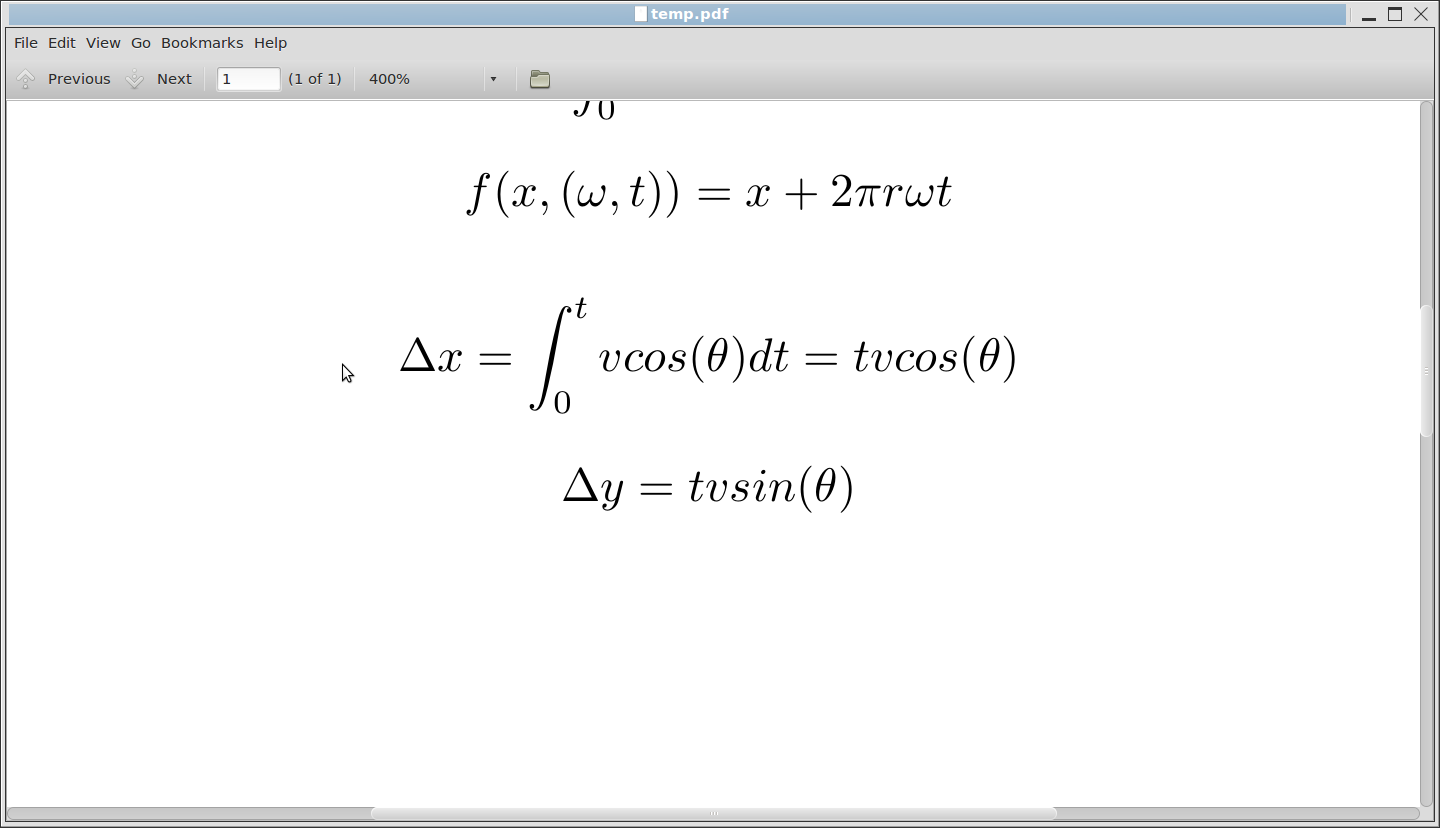 temp.pdf
File Edit View Go Bookmarks Help
Previous Next 1 (1 of 1) 400%
∫0
f(x, (ω, t)) = x + 2πrωt
Δx = ∫₀ᵗ vcos(θ)dt = tvcos(θ)
Δy = tvsin(θ)